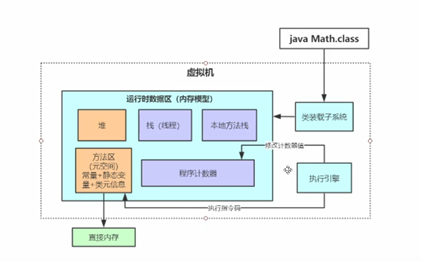 java Math.class
虚拟机
运行时数据区（内存模型）
堆
栈（线程）
本地方法栈
类装载子系统
方法区
(元空间)
常量+静态变
量+类元信息
程序计数器
修改计数器值
执行引擎
执行指令码
直接内存